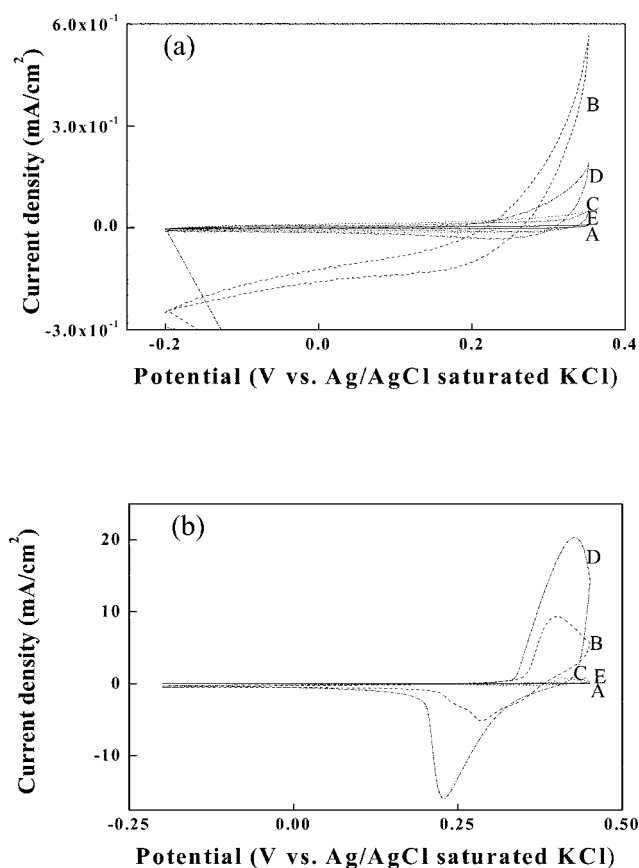 6.0x10⁻¹
(a)
B
3.0x10⁻¹
D
C
E
0.0
A
-3.0x10⁻¹
-0.2 0.0 0.2 0.4
Current density (mA/cm²)
Potential (V vs. Ag/AgCl saturated KCl)
(b)
20
D
10
B
C E
0
A
-10
-0.25 0.00 0.25 0.50
Current density (mA/cm²)
Potential (V vs. Ag/AgCl saturated KCl)